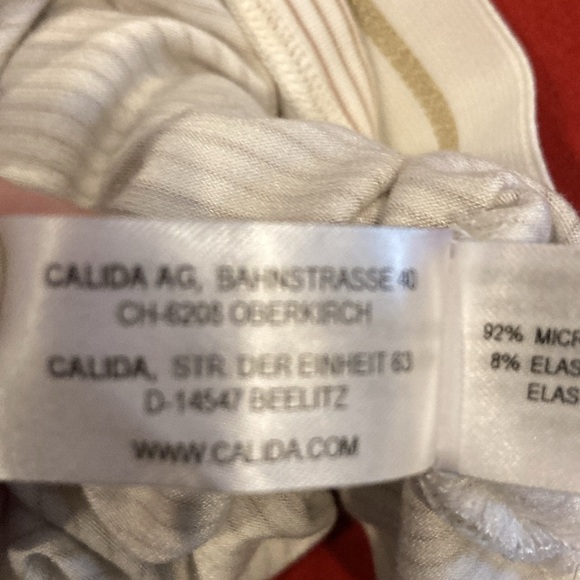 CALIDA AG, BAHNSTRASSE 40
CH-6208 OBERKIRCH
CALIDA, STR. DER EINHEIT 63
D-14547 BEELITZ
WWW.CALIDA.COM
92% MICR
8% ELAS
ELAS